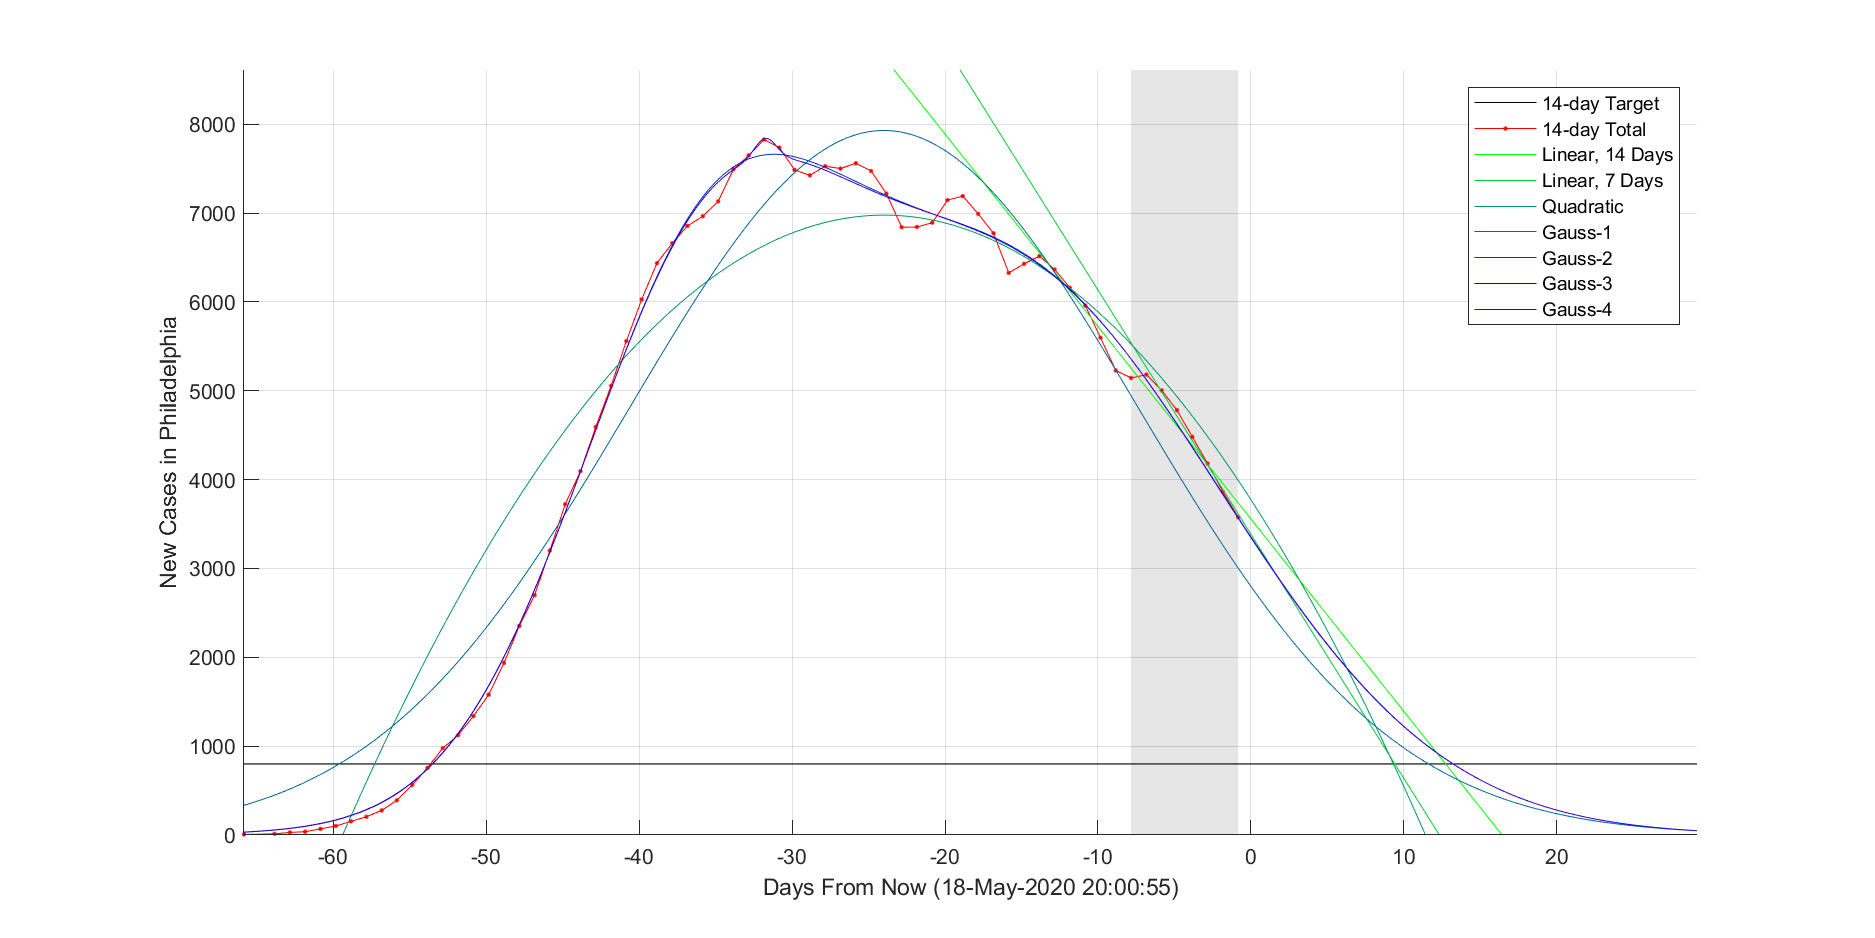 8000
7000
6000
5000
4000
3000
2000
1000
0
New Cases in Philadelphia
-60
-50
-40
-30
-20
-10
0
10
20
Days From Now (18-May-2020 20:00:55)
14-day Target
14-day Total
Linear, 14 Days
Linear, 7 Days
Quadratic
Gauss-1
Gauss-2
Gauss-3
Gauss-4